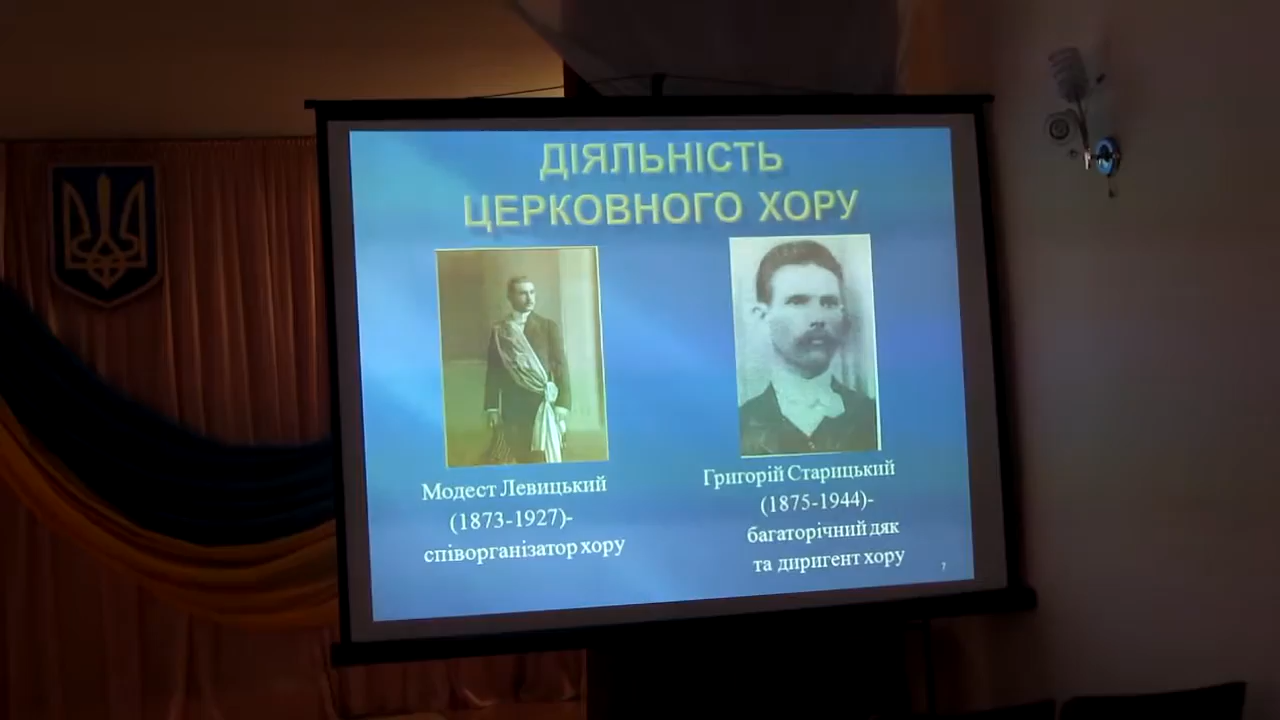 ДІЯЛЬНІСТЬ
ЦЕРКОВНОГО ХОРУ
Модест Левицький
(1873-1927)-
співорганізатор хору
Григорій Старицький
(1875-1944)-
багаторічний дяк
та диригент хору
7